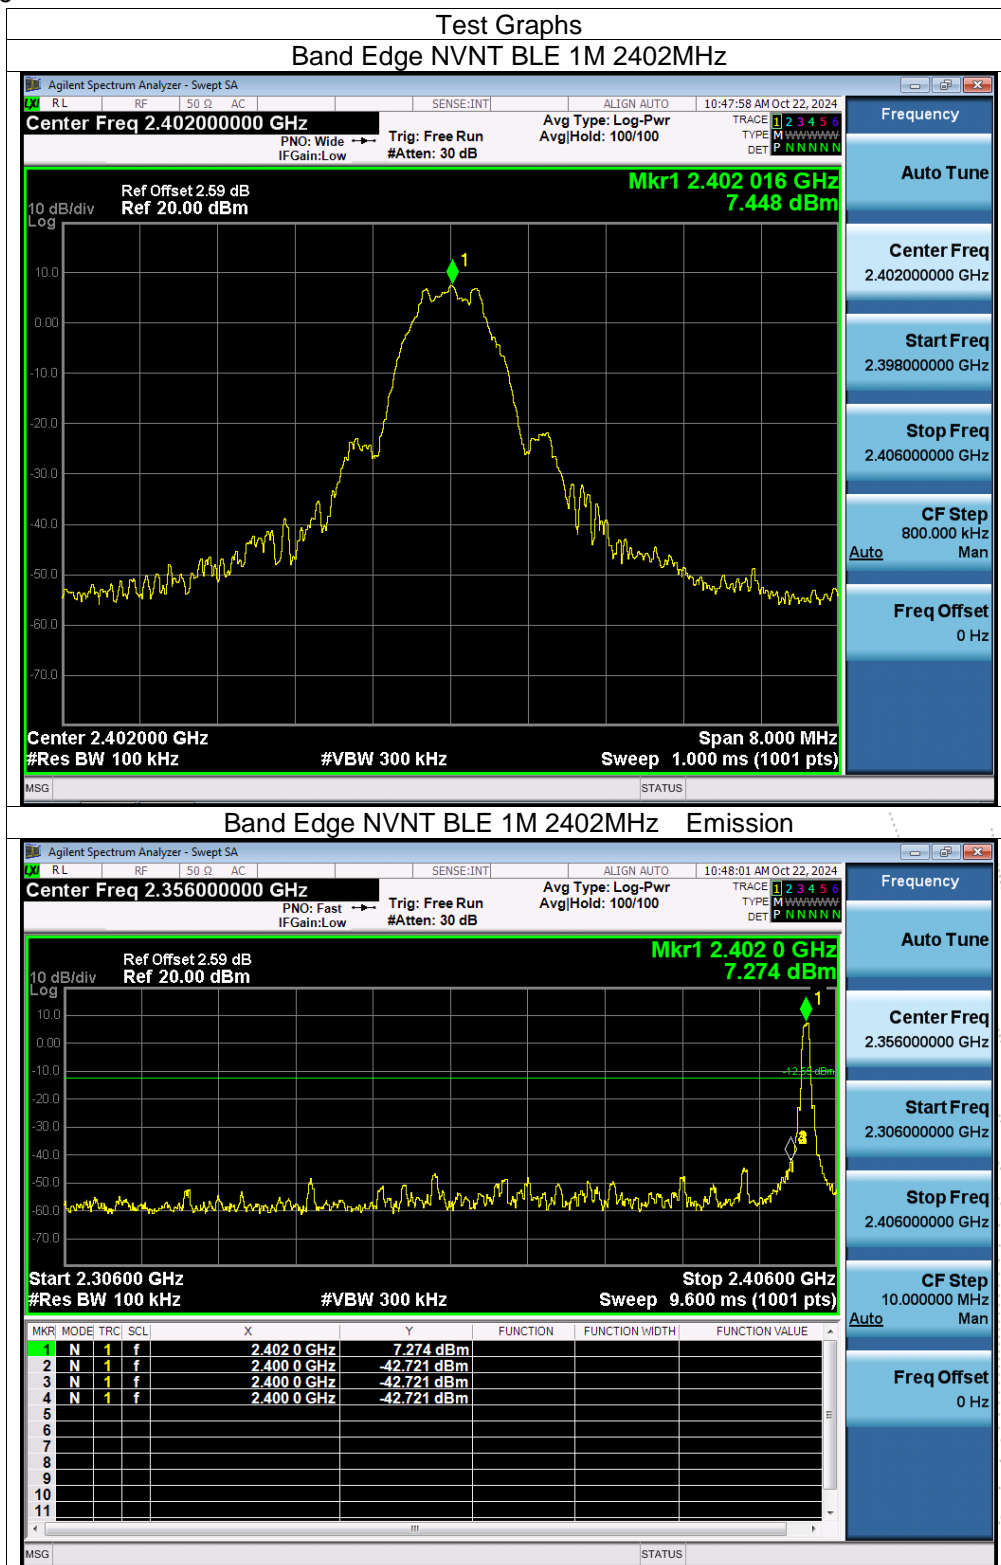 Test Graphs
Band Edge NVNT BLE 1M 2402MHz
Agilent Spectrum Analyzer - Swept SA
LXI RL RF 50 Ω AC SENSE:INT ALIGN AUTO 10:47:58 AM Oct 22, 2024
Center Freq 2.402000000 GHz
PNO: Wide
IFGain:Low
Trig: Free Run
#Atten: 30 dB
Avg Type: Log-Pwr
Avg|Hold: 100/100
TRACE 1 2 3 4 5 6
TYPE M WWWWW
DET P N N N N N
Ref Offset 2.59 dB
10 dB/div Ref 20.00 dBm
Log
Mkr1 2.402 016 GHz
7.448 dBm
1
10.0
0.00
-10.0
-20.0
-30.0
-40.0
-50.0
-60.0
-70.0
Center 2.402000 GHz Span 8.000 MHz
#Res BW 100 kHz #VBW 300 kHz Sweep 1.000 ms (1001 pts)
MSG STATUS
Frequency
Auto Tune
Center Freq
2.402000000 GHz
Start Freq
2.398000000 GHz
Stop Freq
2.406000000 GHz
CF Step
800.000 kHz
Auto Man
Freq Offset
0 Hz
Band Edge NVNT BLE 1M 2402MHz Emission
Agilent Spectrum Analyzer - Swept SA
LXI RL RF 50 Ω AC SENSE:INT ALIGN AUTO 10:48:01 AM Oct 22, 2024
Center Freq 2.356000000 GHz
PNO: Fast
IFGain:Low
Trig: Free Run
#Atten: 30 dB
Avg Type: Log-Pwr
Avg|Hold: 100/100
TRACE 1 2 3 4 5 6
TYPE M WWWWW
DET P N N N N N
Ref Offset 2.59 dB
10 dB/div Ref 20.00 dBm
Log
Mkr1 2.402 0 GHz
7.274 dBm
1
10.0
0.00
-10.0
-12.55 dBm
-20.0
-30.0
-40.0
-50.0
-60.0
-70.0
Start 2.30600 GHz Stop 2.40600 GHz
#Res BW 100 kHz #VBW 300 kHz Sweep 9.600 ms (1001 pts)
MKR MODE TRC SCL X Y FUNCTION FUNCTION WIDTH FUNCTION VALUE
1 N 1 f 2.402 0 GHz 7.274 dBm
2 N 1 f 2.400 0 GHz -42.721 dBm
3 N 1 f 2.400 0 GHz -42.721 dBm
4 N 1 f 2.400 0 GHz -42.721 dBm
5
6
7
8
9
10
11
MSG STATUS
Frequency
Auto Tune
Center Freq
2.356000000 GHz
Start Freq
2.306000000 GHz
Stop Freq
2.406000000 GHz
CF Step
10.000000 MHz
Auto Man
Freq Offset
0 Hz